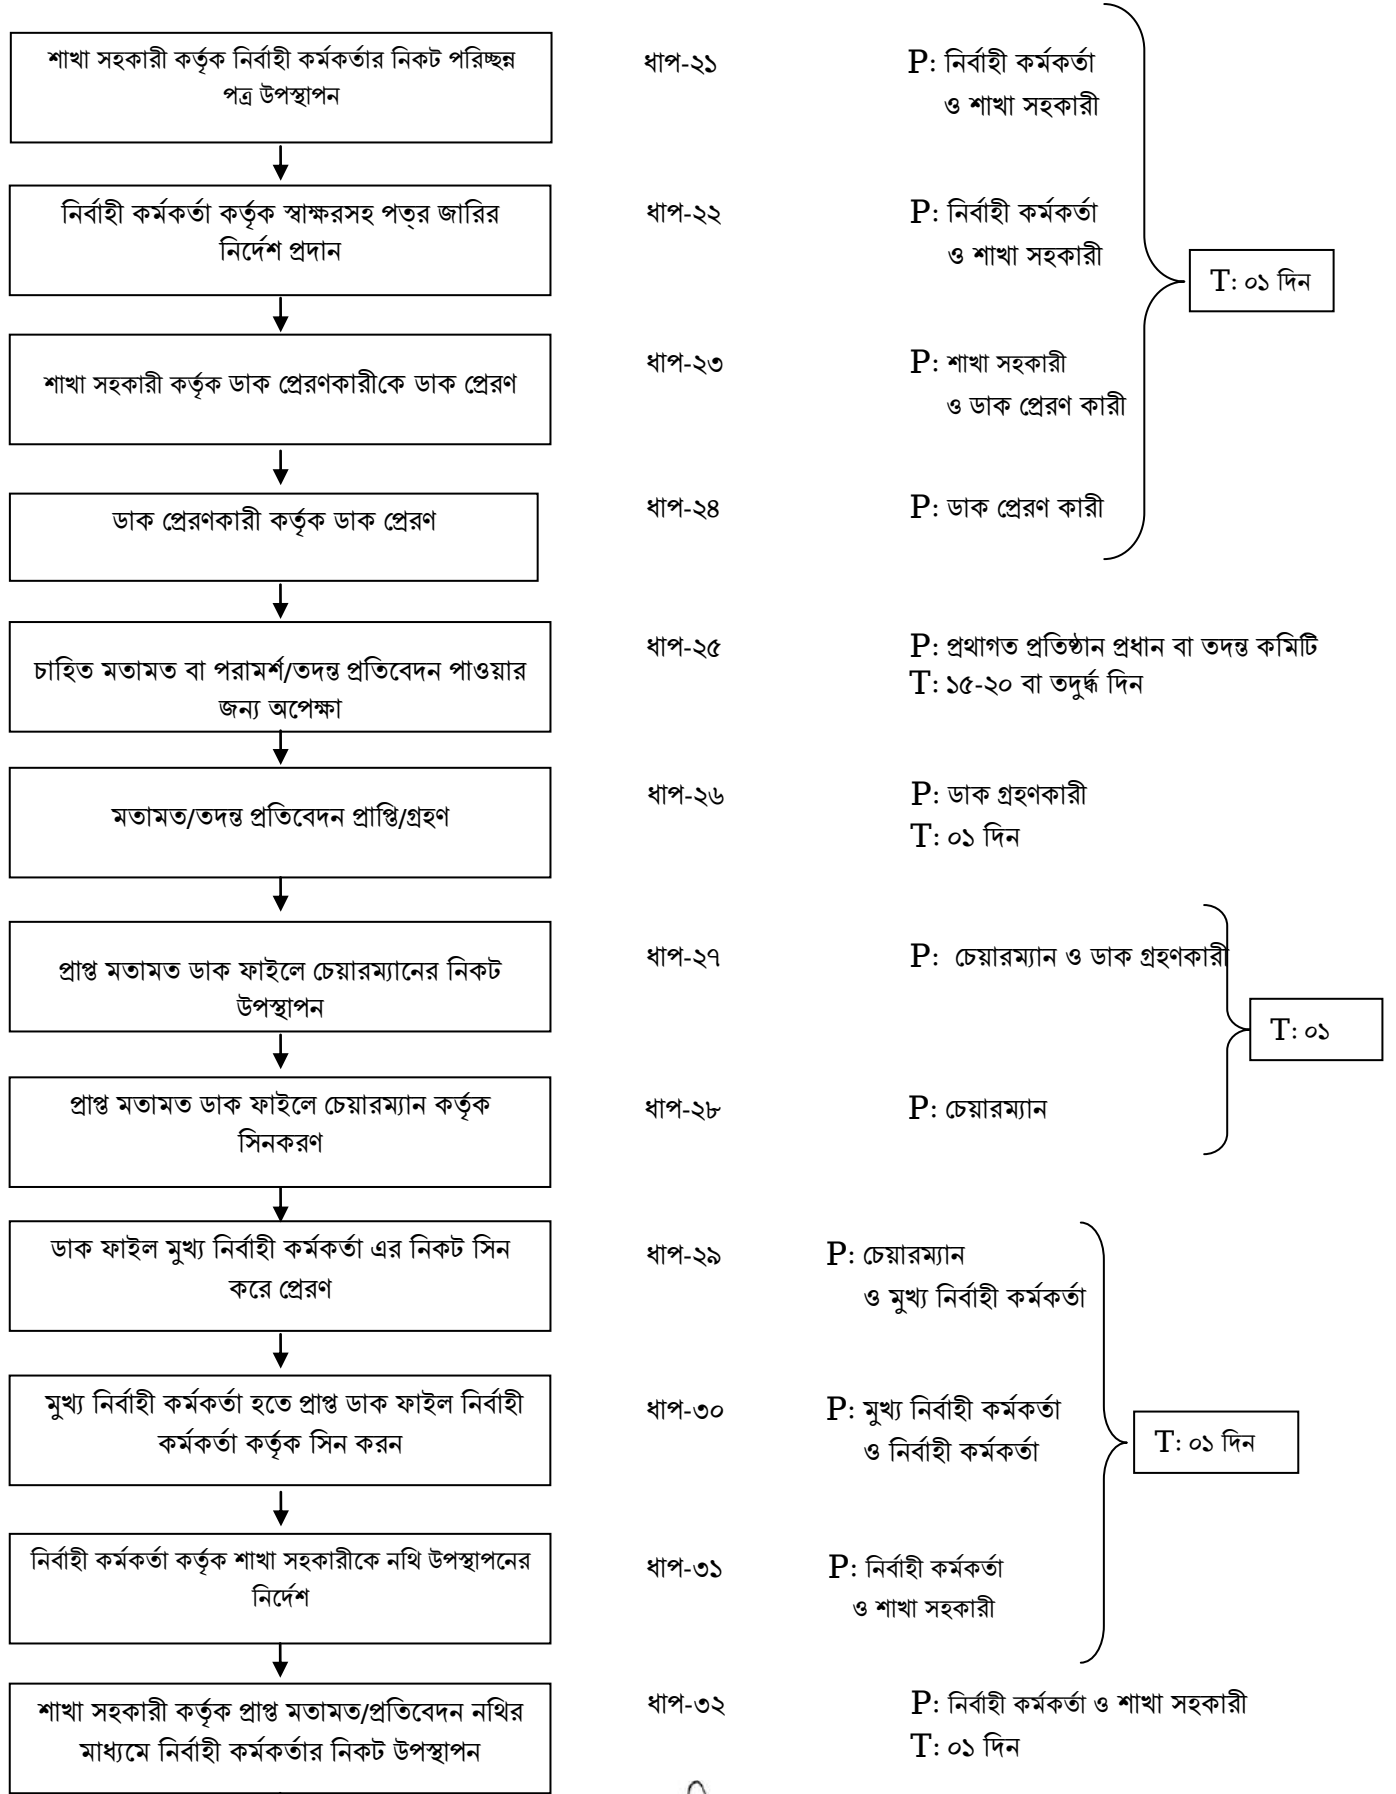 শাখা সহকারী কর্তৃক নির্বাহী কর্মকর্তার নিকট পরিচ্ছন্ন
পত্র উপস্থাপন
ধাপ-২১
P: নির্বাহী কর্মকর্তা
ও শাখা সহকারী
নির্বাহী কর্মকর্তা কর্তৃক স্বাক্ষরসহ পত্‌র জারির
নির্দেশ প্রদান
ধাপ-২২
P: নির্বাহী কর্মকর্তা
ও শাখা সহকারী
T: ০১ দিন
শাখা সহকারী কর্তৃক ডাক প্রেরণকারীকে ডাক প্রেরণ
ধাপ-২৩
P: শাখা সহকারী
ও ডাক প্রেরণ কারী
ডাক প্রেরণকারী কর্তৃক ডাক প্রেরণ
ধাপ-২৪
P: ডাক প্রেরণ কারী
চাহিত মতামত বা পরামর্শ/তদন্ত প্রতিবেদন পাওয়ার
জন্য অপেক্ষা
ধাপ-২৫
P: প্রথাগত প্রতিষ্ঠান প্রধান বা তদন্ত কমিটি
T: ১৫-২০ বা তদুর্দ্ধ দিন
মতামত/তদন্ত প্রতিবেদন প্রাপ্তি/গ্রহণ
ধাপ-২৬
P: ডাক গ্রহণকারী
T: ০১ দিন
প্রাপ্ত মতামত ডাক ফাইলে চেয়ারম্যানের নিকট
উপস্থাপন
ধাপ-২৭
P: চেয়ারম্যান ও ডাক গ্রহণকারী
T: ০১
প্রাপ্ত মতামত ডাক ফাইলে চেয়ারম্যান কর্তৃক
সিনকরণ
ধাপ-২৮
P: চেয়ারম্যান
ডাক ফাইল মুখ্য নির্বাহী কর্মকর্তা এর নিকট সিন
করে প্রেরণ
ধাপ-২৯
P: চেয়ারম্যান
ও মুখ্য নির্বাহী কর্মকর্তা
মুখ্য নির্বাহী কর্মকর্তা হতে প্রাপ্ত ডাক ফাইল নির্বাহী
কর্মকর্তা কর্তৃক সিন করন
ধাপ-৩০
P: মুখ্য নির্বাহী কর্মকর্তা
ও নির্বাহী কর্মকর্তা
T: ০১ দিন
নির্বাহী কর্মকর্তা কর্তৃক শাখা সহকারীকে নথি উপস্থাপনের
নির্দেশ
ধাপ-৩১
P: নির্বাহী কর্মকর্তা
ও শাখা সহকারী
শাখা সহকারী কর্তৃক প্রাপ্ত মতামত/প্রতিবেদন নথির
মাধ্যমে নির্বাহী কর্মকর্তার নিকট উপস্থাপন
ধাপ-৩২
P: নির্বাহী কর্মকর্তা ও শাখা সহকারী
T: ০১ দিন